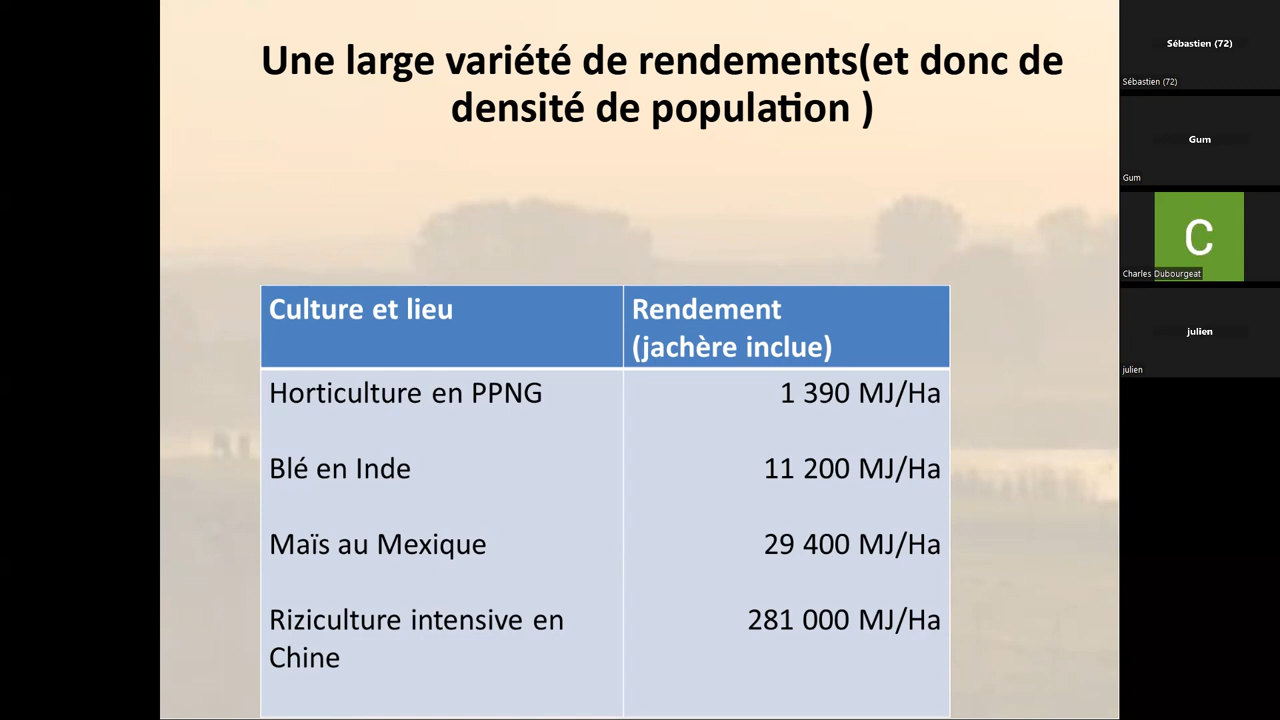 Une large variété de rendements(et donc de
densité de population )
Culture et lieu
Rendement
(jachère inclue)
Horticulture en PPNG
1 390 MJ/Ha
Blé en Inde
11 200 MJ/Ha
Maïs au Mexique
29 400 MJ/Ha
Riziculture intensive en
Chine
281 000 MJ/Ha
Sébastien (72)
Sébastien (72)
Gum
Gum
C
Charles Dubourgeat
julien
julien